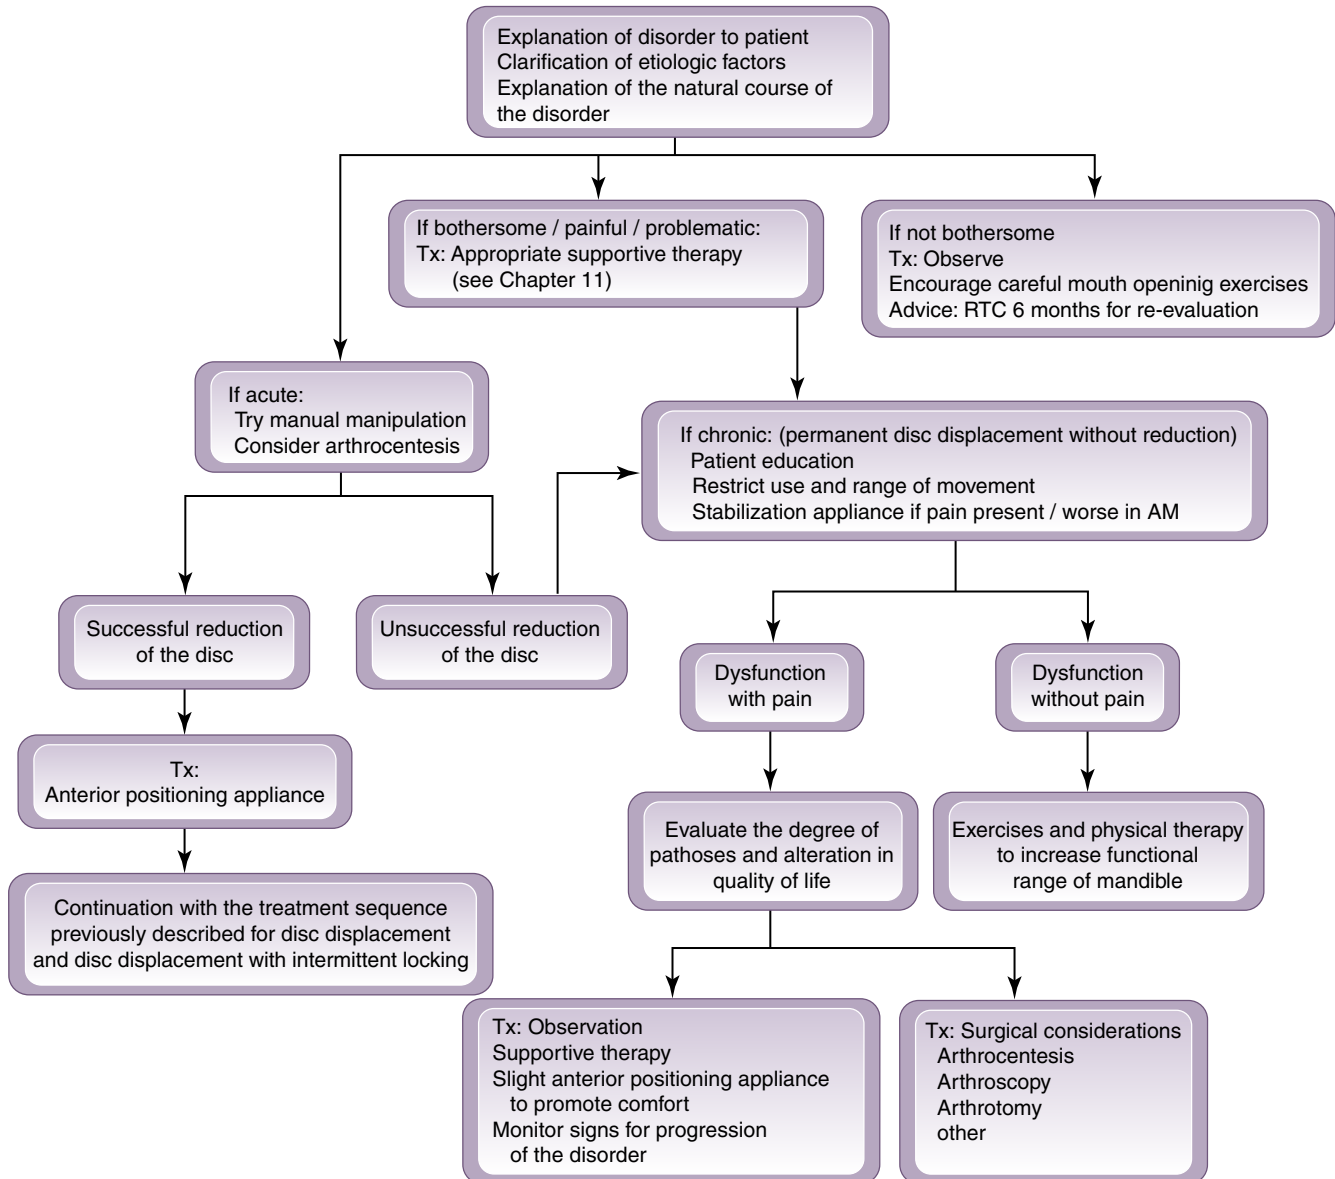 Explanation of disorder to patient
Clarification of etiologic factors
Explanation of the natural course of
the disorder
If bothersome / painful / problematic:
Tx: Appropriate supportive therapy
(see Chapter 11)
If not bothersome
Tx: Observe
Encourage careful mouth openinig exercises
Advice: RTC 6 months for re-evaluation
If acute:
Try manual manipulation
Consider arthrocentesis
If chronic: (permanent disc displacement without reduction)
Patient education
Restrict use and range of movement
Stabilization appliance if pain present / worse in AM
Successful reduction
of the disc
Unsuccessful reduction
of the disc
Dysfunction
with pain
Dysfunction
without pain
Tx:
Anterior positioning appliance
Evaluate the degree of
pathoses and alteration in
quality of life
Exercises and physical therapy
to increase functional
range of mandible
Continuation with the treatment sequence
previously described for disc displacement
and disc displacement with intermittent locking
Tx: Observation
Supportive therapy
Slight anterior positioning appliance
to promote comfort
Monitor signs for progression
of the disorder
Tx: Surgical considerations
Arthrocentesis
Arthroscopy
Arthrotomy
other